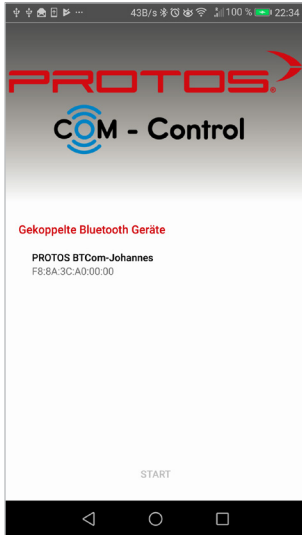 43B/s 100 % 22:34
PROTOS®
COM - Control
Gekoppelte Bluetooth Geräte
PROTOS BTCom-Johannes
F8:8A:3C:A0:00:00
START